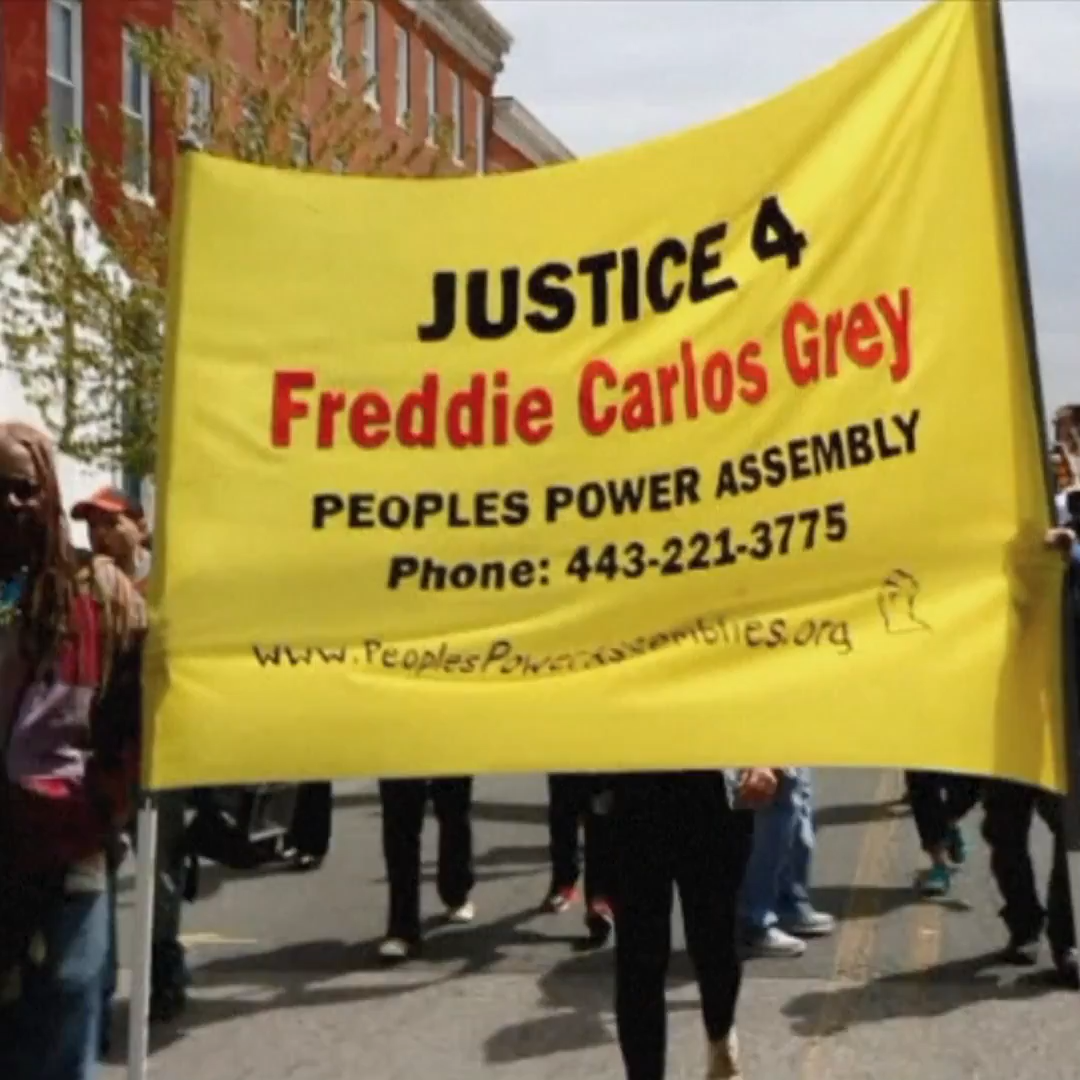 JUSTICE 4
Freddie Carlos Grey
PEOPLES POWER ASSEMBLY
Phone: 443-221-3775
www.PeoplesPowerAssemblies.org